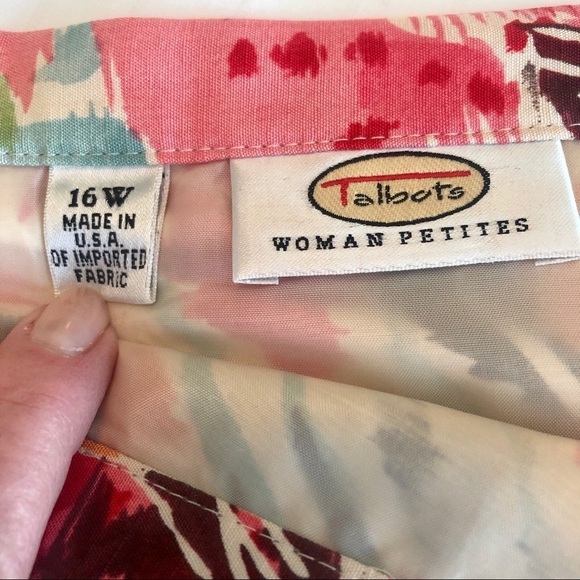 16 W
MADE IN
U.S.A.
OF IMPORTED
FABRIC
Talbots
WOMAN PETITES